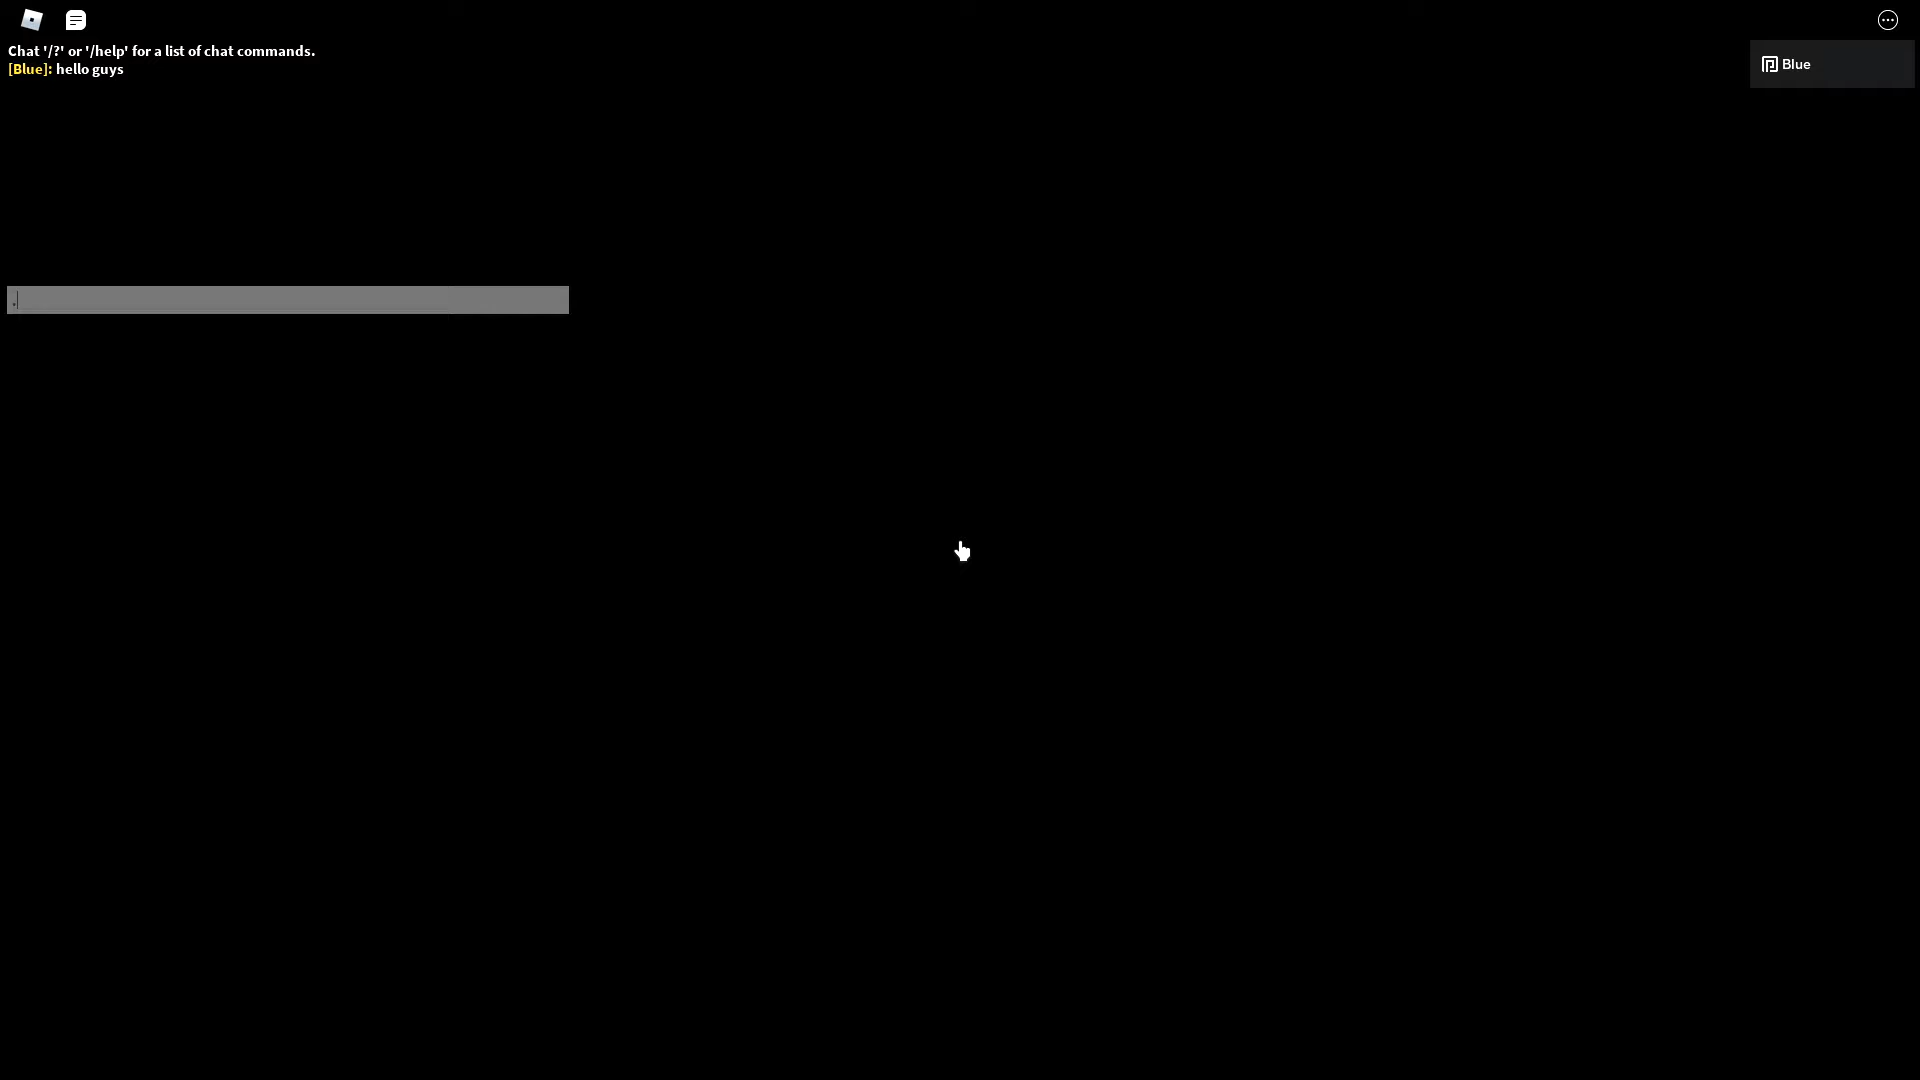 Chat '/?' or '/help' for a list of chat commands.
[Blue]: hello guys
Blue
.